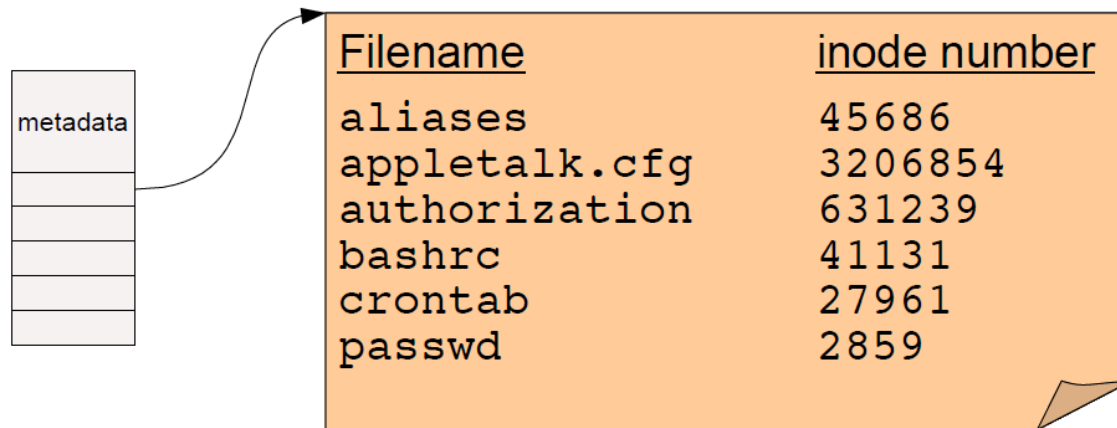 metadata
Filename inode number
aliases 45686
appletalk.cfg 3206854
authorization 631239
bashrc 41131
crontab 27961
passwd 2859